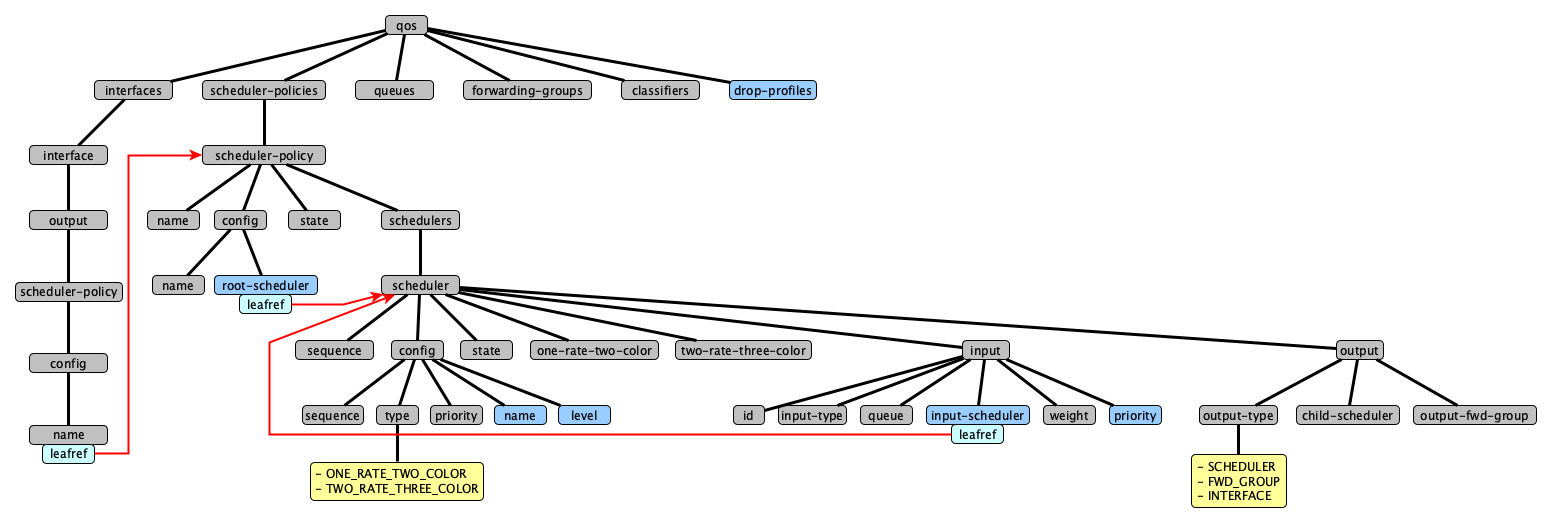 qos
interfaces
scheduler-policies
queues
forwarding-groups
classifiers
drop-profiles
interface
scheduler-policy
output
name
config
state
schedulers
scheduler-policy
name
root-scheduler
leafref
scheduler
config
sequence
config
state
one-rate-two-color
two-rate-three-color
input
output
name
leafref
sequence
type
priority
name
level
id
input-type
queue
input-scheduler
leafref
weight
priority
output-type
child-scheduler
output-fwd-group
- ONE_RATE_TWO_COLOR
- TWO_RATE_THREE_COLOR
- SCHEDULER
- FWD_GROUP
- INTERFACE